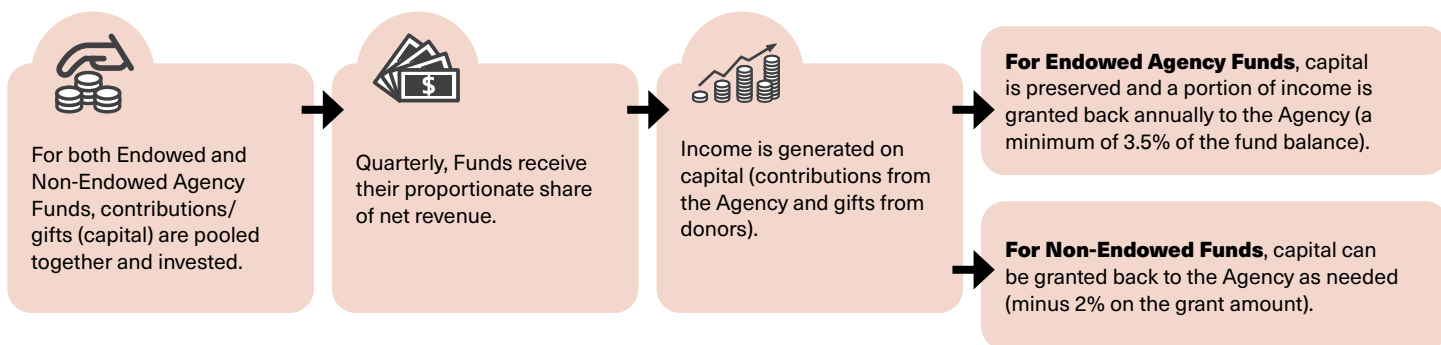 For both Endowed and
Non-Endowed Agency
Funds, contributions/
gifts (capital) are pooled
together and invested.
$
Quarterly, Funds receive
their proportionate share
of net revenue.
Income is generated on
capital (contributions from
the Agency and gifts from
donors).
For Endowed Agency Funds, capital
is preserved and a portion of income is
granted back annually to the Agency (a
minimum of 3.5% of the fund balance).
For Non-Endowed Funds, capital can
be granted back to the Agency as needed
(minus 2% on the grant amount).